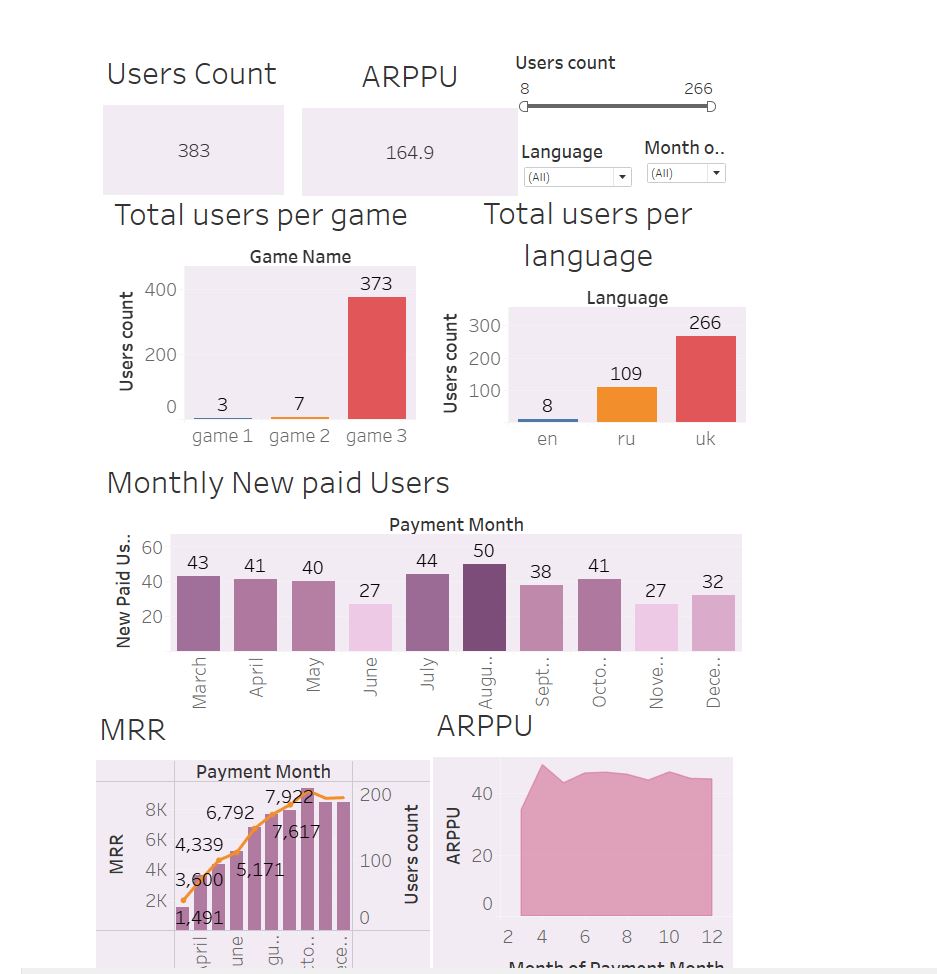 Users Count
ARPPU
Users count
8 266
383
164.9
Language
Month o..
(All)
(All)
Total users per game
Total users per
language
Game Name
Users count
400
200
0
3
7
373
game 1 game 2 game 3
Language
Users count
300
200
100
8
109
266
en ru uk
Monthly New paid Users
Payment Month
New Paid Us..
60
40
20
43 41 40 27 44 50 38 41 27 32
March April May June July Augu.. Sept.. Octo.. Nove.. Dece..
MRR
Payment Month
MRR
8K
6K
4K
2K
1,491
3,600
4,339
5,171
6,792
7,617
7,922
200
100
0
Users count
pril une gu.. to.. ce..
ARPPU
ARPPU
40
20
0
2 4 6 8 10 12
Month of Payment Month